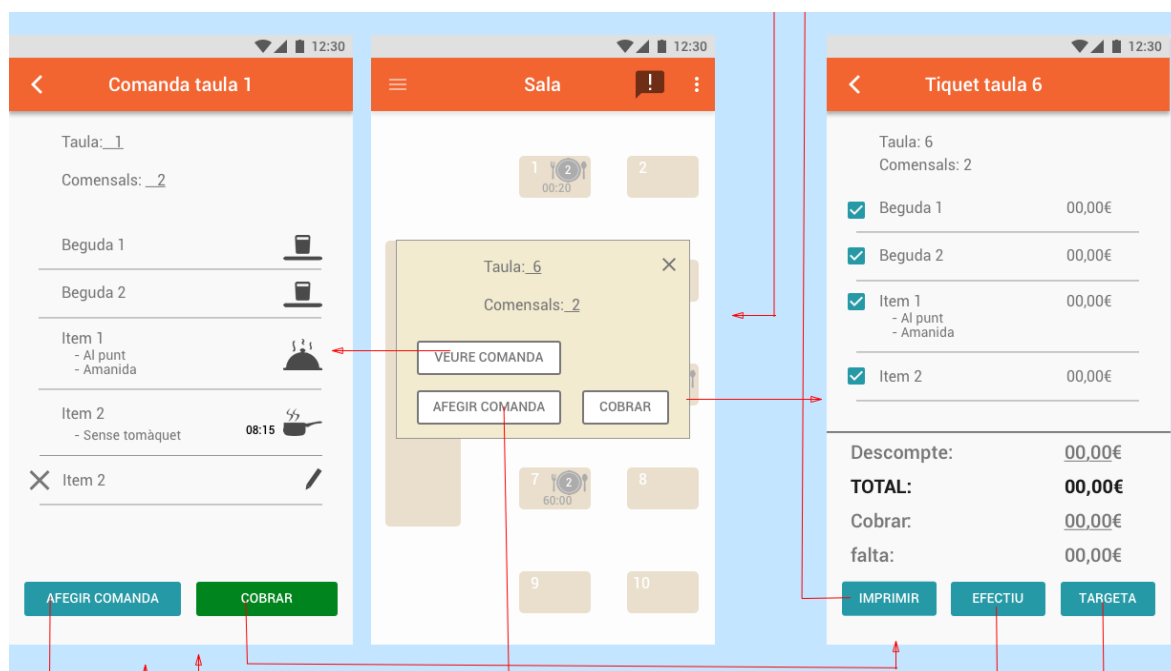 12:30
Comanda taula 1
Taula: 1
Comensals: 2
Beguda 1
Beguda 2
Item 1
- Al punt
- Amanida
Item 2
- Sense tomàquet
08:15
Item 2
AFEGIR COMANDA
COBRAR
12:30
Sala
!
1
2
00:20
2
Taula: 6
Comensals: 2
VEURE COMANDA
AFEGIR COMANDA
COBRAR
7
2
60:00
8
9
10
12:30
Tiquet taula 6
Taula: 6
Comensals: 2
Beguda 1 00,00€
Beguda 2 00,00€
Item 1 00,00€
- Al punt
- Amanida
Item 2 00,00€
Descompte: 00,00€
TOTAL: 00,00€
Cobrar: 00,00€
falta: 00,00€
IMPRIMIR
EFECTIU
TARGETA